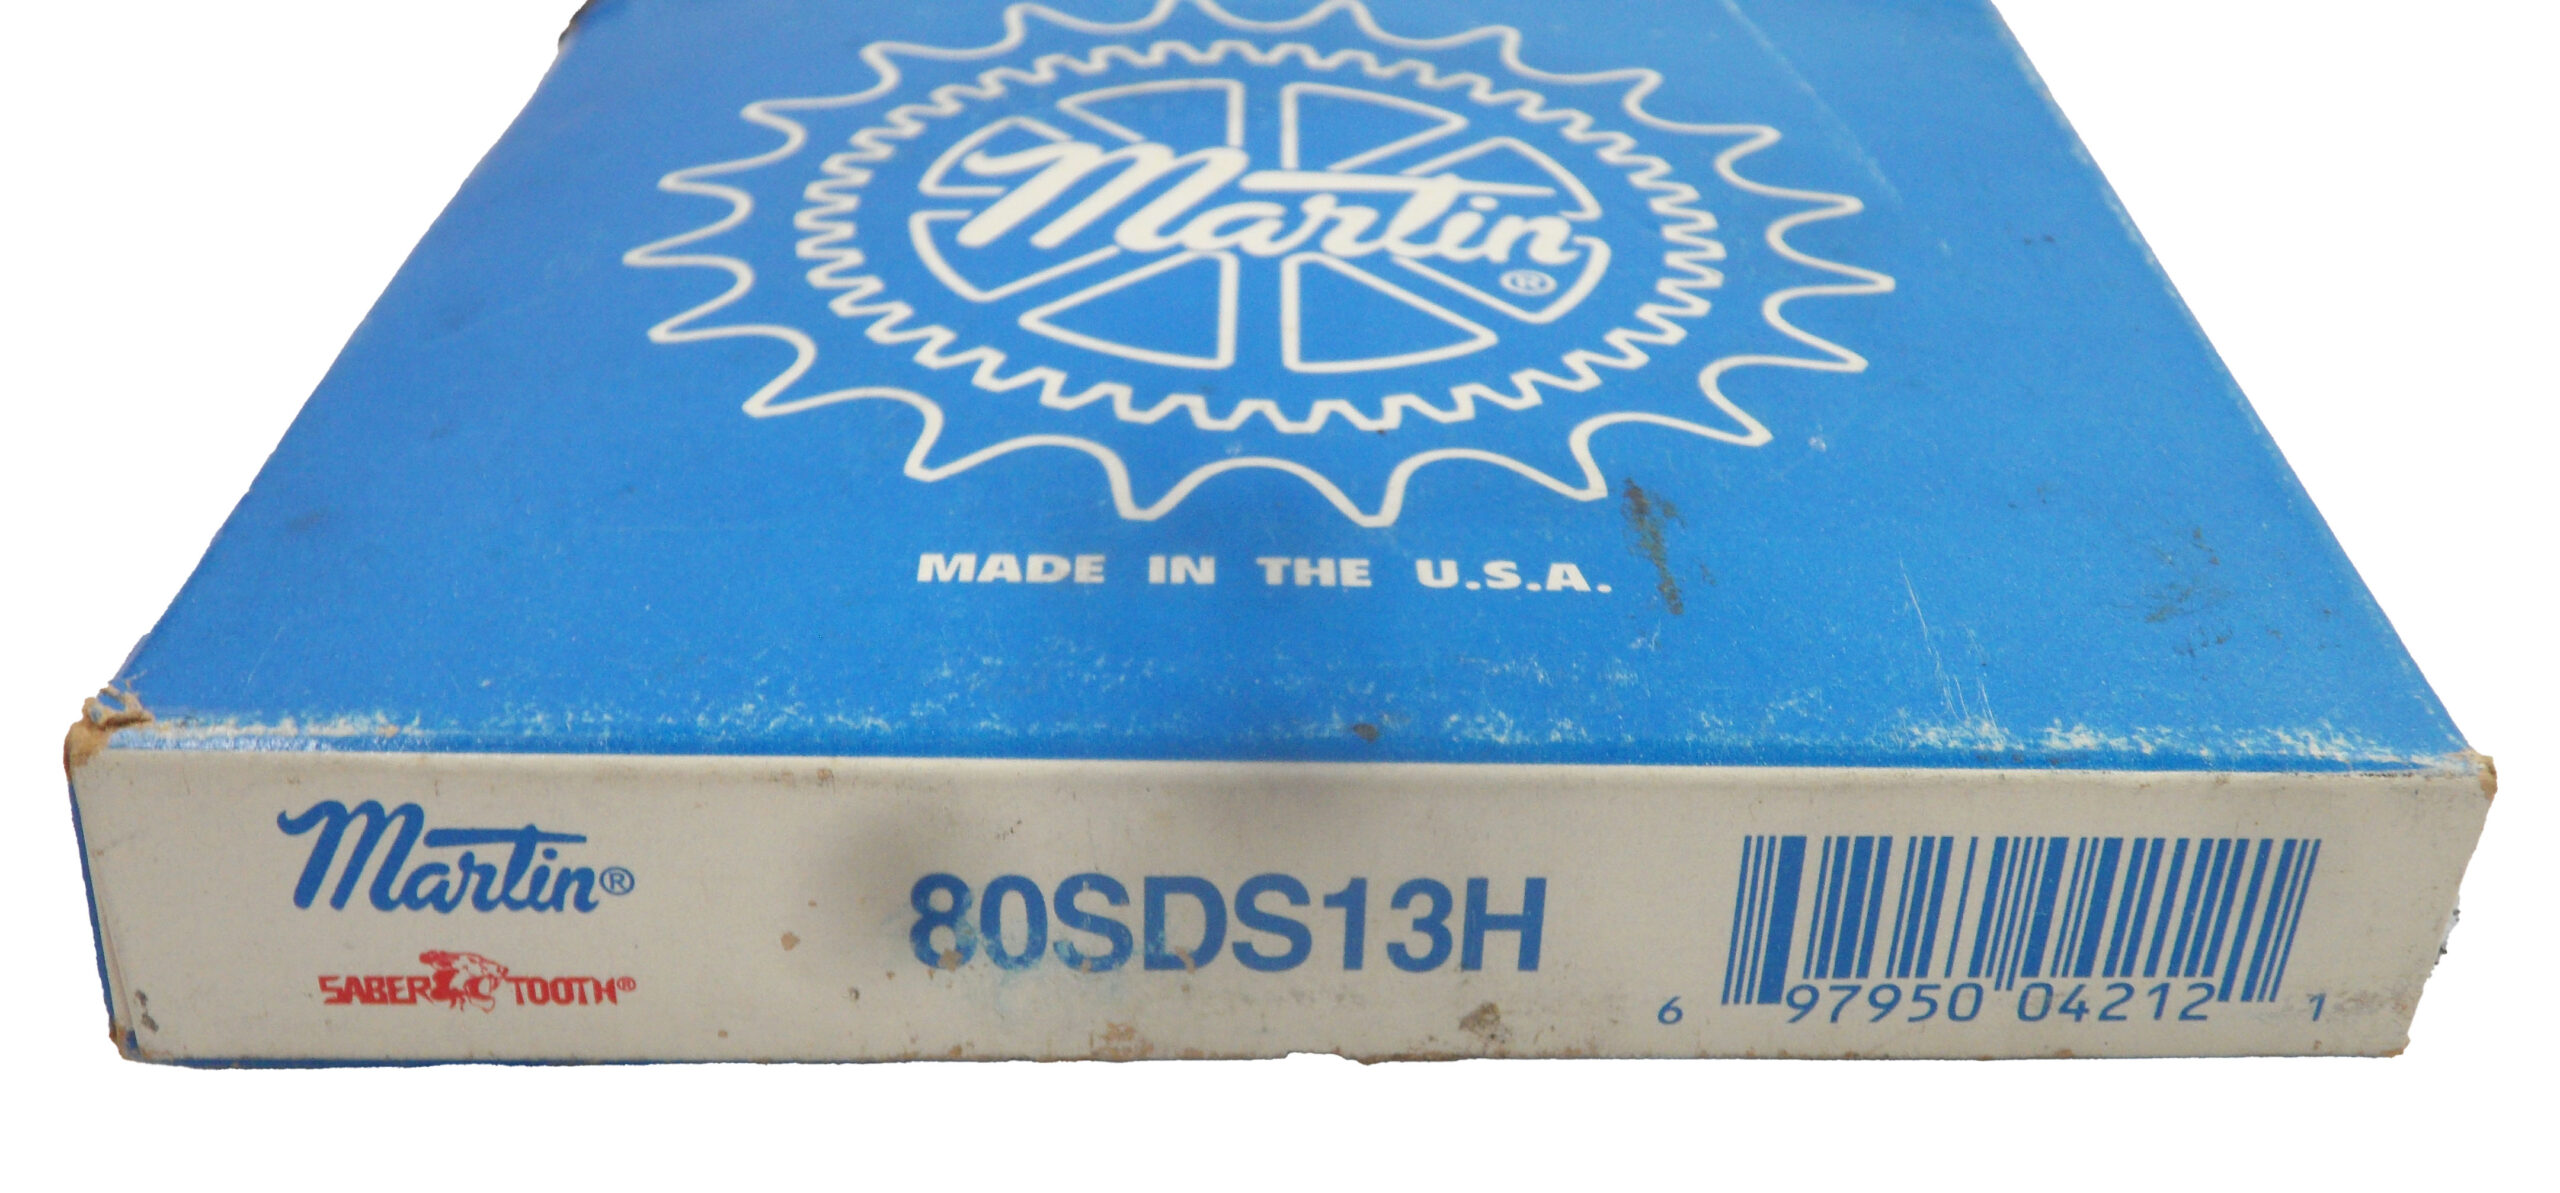 Martin®
MADE IN THE U.S.A.
Martin®
SABER TOOTH®
80SDS13H
6 97950 04212 1